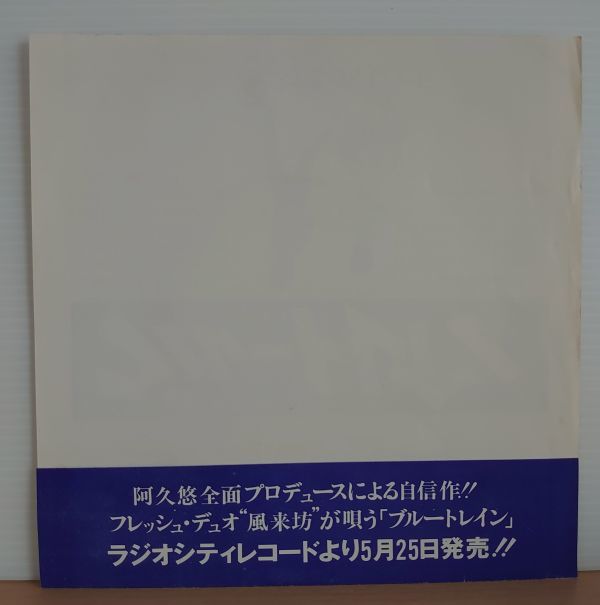 阿久悠全面プロデュースによる自信作!!
フレッシュ・デュオ“風来坊”が唄う「ブルートレイン」
ラジオシティレコードより5月25日発売!!